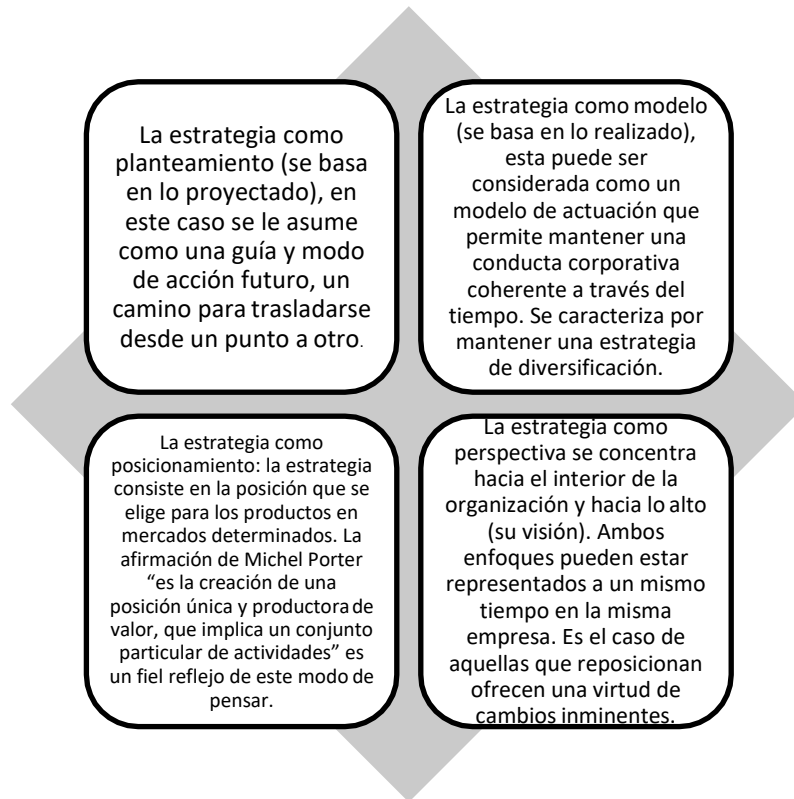 La estrategia como
planteamiento (se basa
en lo proyectado), en
este caso se le asume
como una guía y modo
de acción futuro, un
camino para trasladarse
desde un punto a otro.
La estrategia como modelo
(se basa en lo realizado),
esta puede ser
considerada como un
modelo de actuación que
permite mantener una
conducta corporativa
coherente a través del
tiempo. Se caracteriza por
mantener una estrategia
de diversificación.
La estrategia como
posicionamiento: la estrategia
consiste en la posición que se
elige para los productos en
mercados determinados. La
afirmación de Michel Porter
“es la creación de una
posición única y productora de
valor, que implica un conjunto
particular de actividades” es
un fiel reflejo de este modo de
pensar.
La estrategia como
perspectiva se concentra
hacia el interior de la
organización y hacia lo alto
(su visión). Ambos
enfoques pueden estar
representados a un mismo
tiempo en la misma
empresa. Es el caso de
aquellas que reposicionan
ofrecen una virtud de
cambios inminentes.